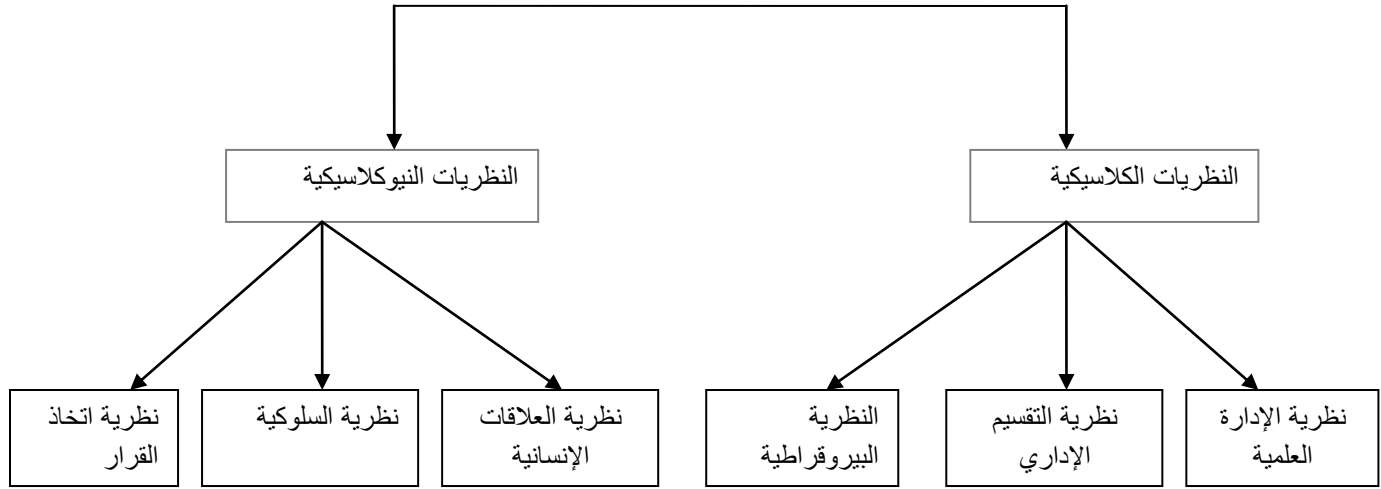 النظريات الكلاسيكية
النظريات النيوكلاسيكية
نظرية الإدارة
العلمية
نظرية التقسيم
الإداري
النظرية
البيروقراطية
نظرية العلاقات
الإنسانية
نظرية السلوكية
نظرية اتخاذ
القرار